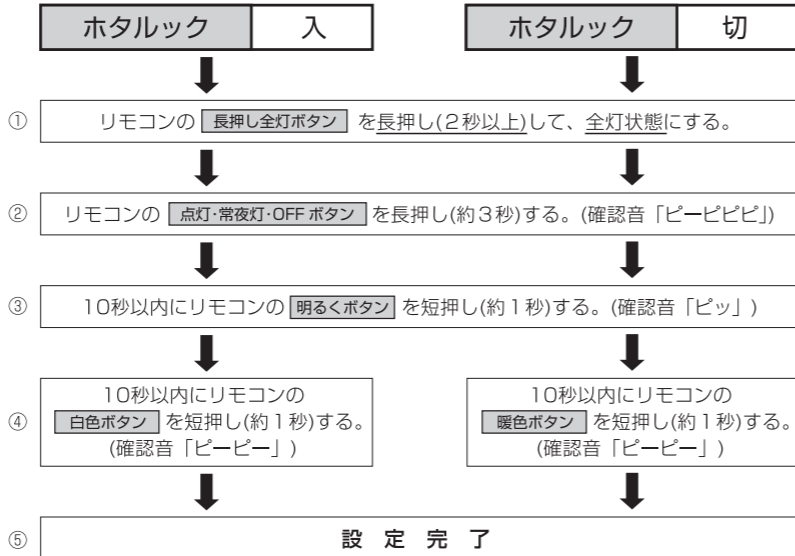 ホタルック 入 ホタルック 切
① リモコンの 長押し全灯ボタン を長押し(2秒以上)して、全灯状態にする。
② リモコンの 点灯・常夜灯・OFF ボタン を長押し(約3秒)する。(確認音「ピーピピピ」)
③ 10秒以内にリモコンの 明るくボタン を短押し(約1秒)する。(確認音「ピッ」)
④ 10秒以内にリモコンの
白色ボタン を短押し(約1秒)する。
(確認音「ピーピー」)
10秒以内にリモコンの
暖色ボタン を短押し(約1秒)する。
(確認音「ピーピー」)
⑤ 設 定 完 了